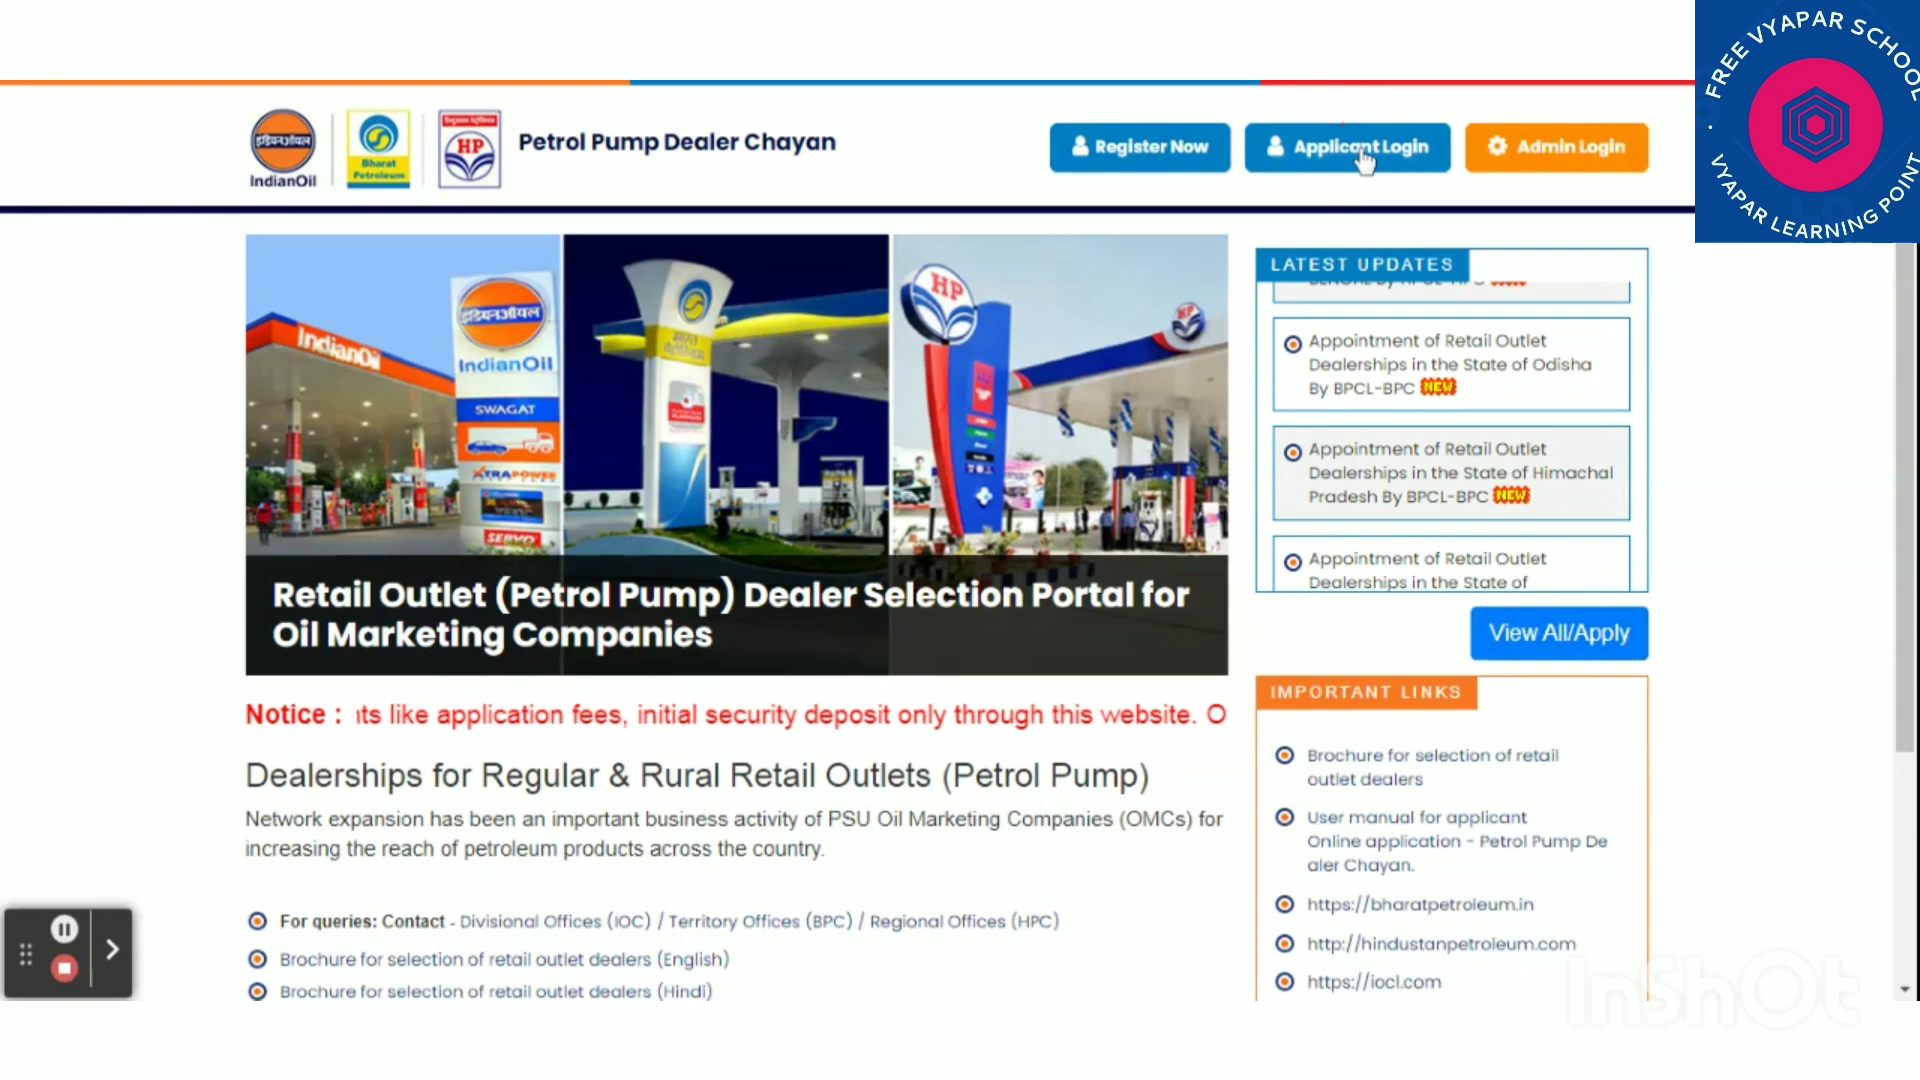 FREE VYAPAR SCHOOL
VYAPAR LEARNING POINT
इंडियनऑयल
IndianOil
Bharat
Petroleum
HP
Petrol Pump Dealer Chayan
Register Now
Applicant Login
Admin Login
IndianOil
इंडियनऑयल
IndianOil
SWAGAT
XTRAPOWER
SERVO
HP
HP
Retail Outlet (Petrol Pump) Dealer Selection Portal for
Oil Marketing Companies
LATEST UPDATES
Appointment of Retail Outlet
Dealerships in the State of Odisha
By BPCL-BPC NEW
Appointment of Retail Outlet
Dealerships in the State of Himachal
Pradesh By BPCL-BPC NEW
Appointment of Retail Outlet
Dealerships in the State of
View All/Apply
Notice : nts like application fees, initial security deposit only through this website. O
Dealerships for Regular & Rural Retail Outlets (Petrol Pump)
Network expansion has been an important business activity of PSU Oil Marketing Companies (OMCs) for
increasing the reach of petroleum products across the country.
For queries: Contact - Divisional Offices (IOC) / Territory Offices (BPC) / Regional Offices (HPC)
Brochure for selection of retail outlet dealers (English)
Brochure for selection of retail outlet dealers (Hindi)
IMPORTANT LINKS
Brochure for selection of retail
outlet dealers
User manual for applicant
Online application - Petrol Pump De
aler Chayan.
https://bharatpetroleum.in
http://hindustanpetroleum.com
https://iocl.com
InShOt